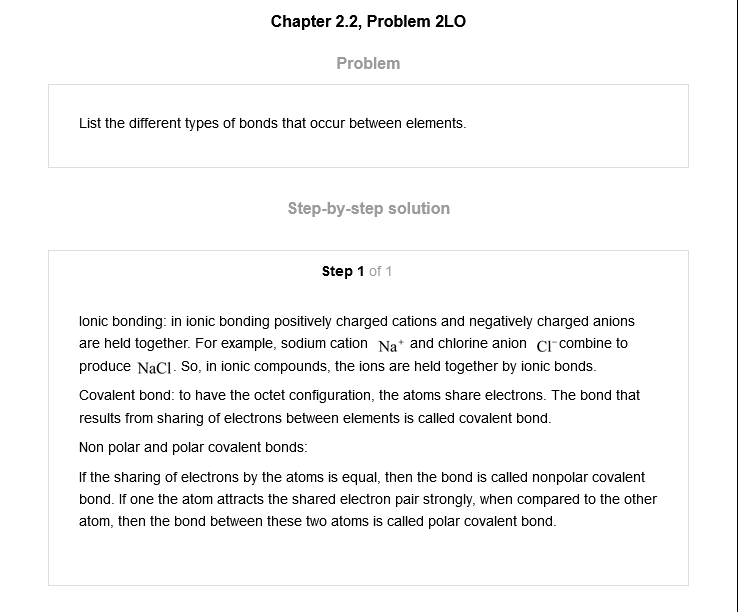 Chapter 2.2, Problem 2LO
Problem
List the different types of bonds that occur between elements.
Step-by-step solution
Step 1 of 1
Ionic bonding: in ionic bonding positively charged cations and negatively charged anions
are held together. For example, sodium cation Na⁺ and chlorine anion Cl⁻combine to
produce NaCl. So, in ionic compounds, the ions are held together by ionic bonds.
Covalent bond: to have the octet configuration, the atoms share electrons. The bond that
results from sharing of electrons between elements is called covalent bond.
Non polar and polar covalent bonds:
If the sharing of electrons by the atoms is equal, then the bond is called nonpolar covalent
bond. If one the atom attracts the shared electron pair strongly, when compared to the other
atom, then the bond between these two atoms is called polar covalent bond.